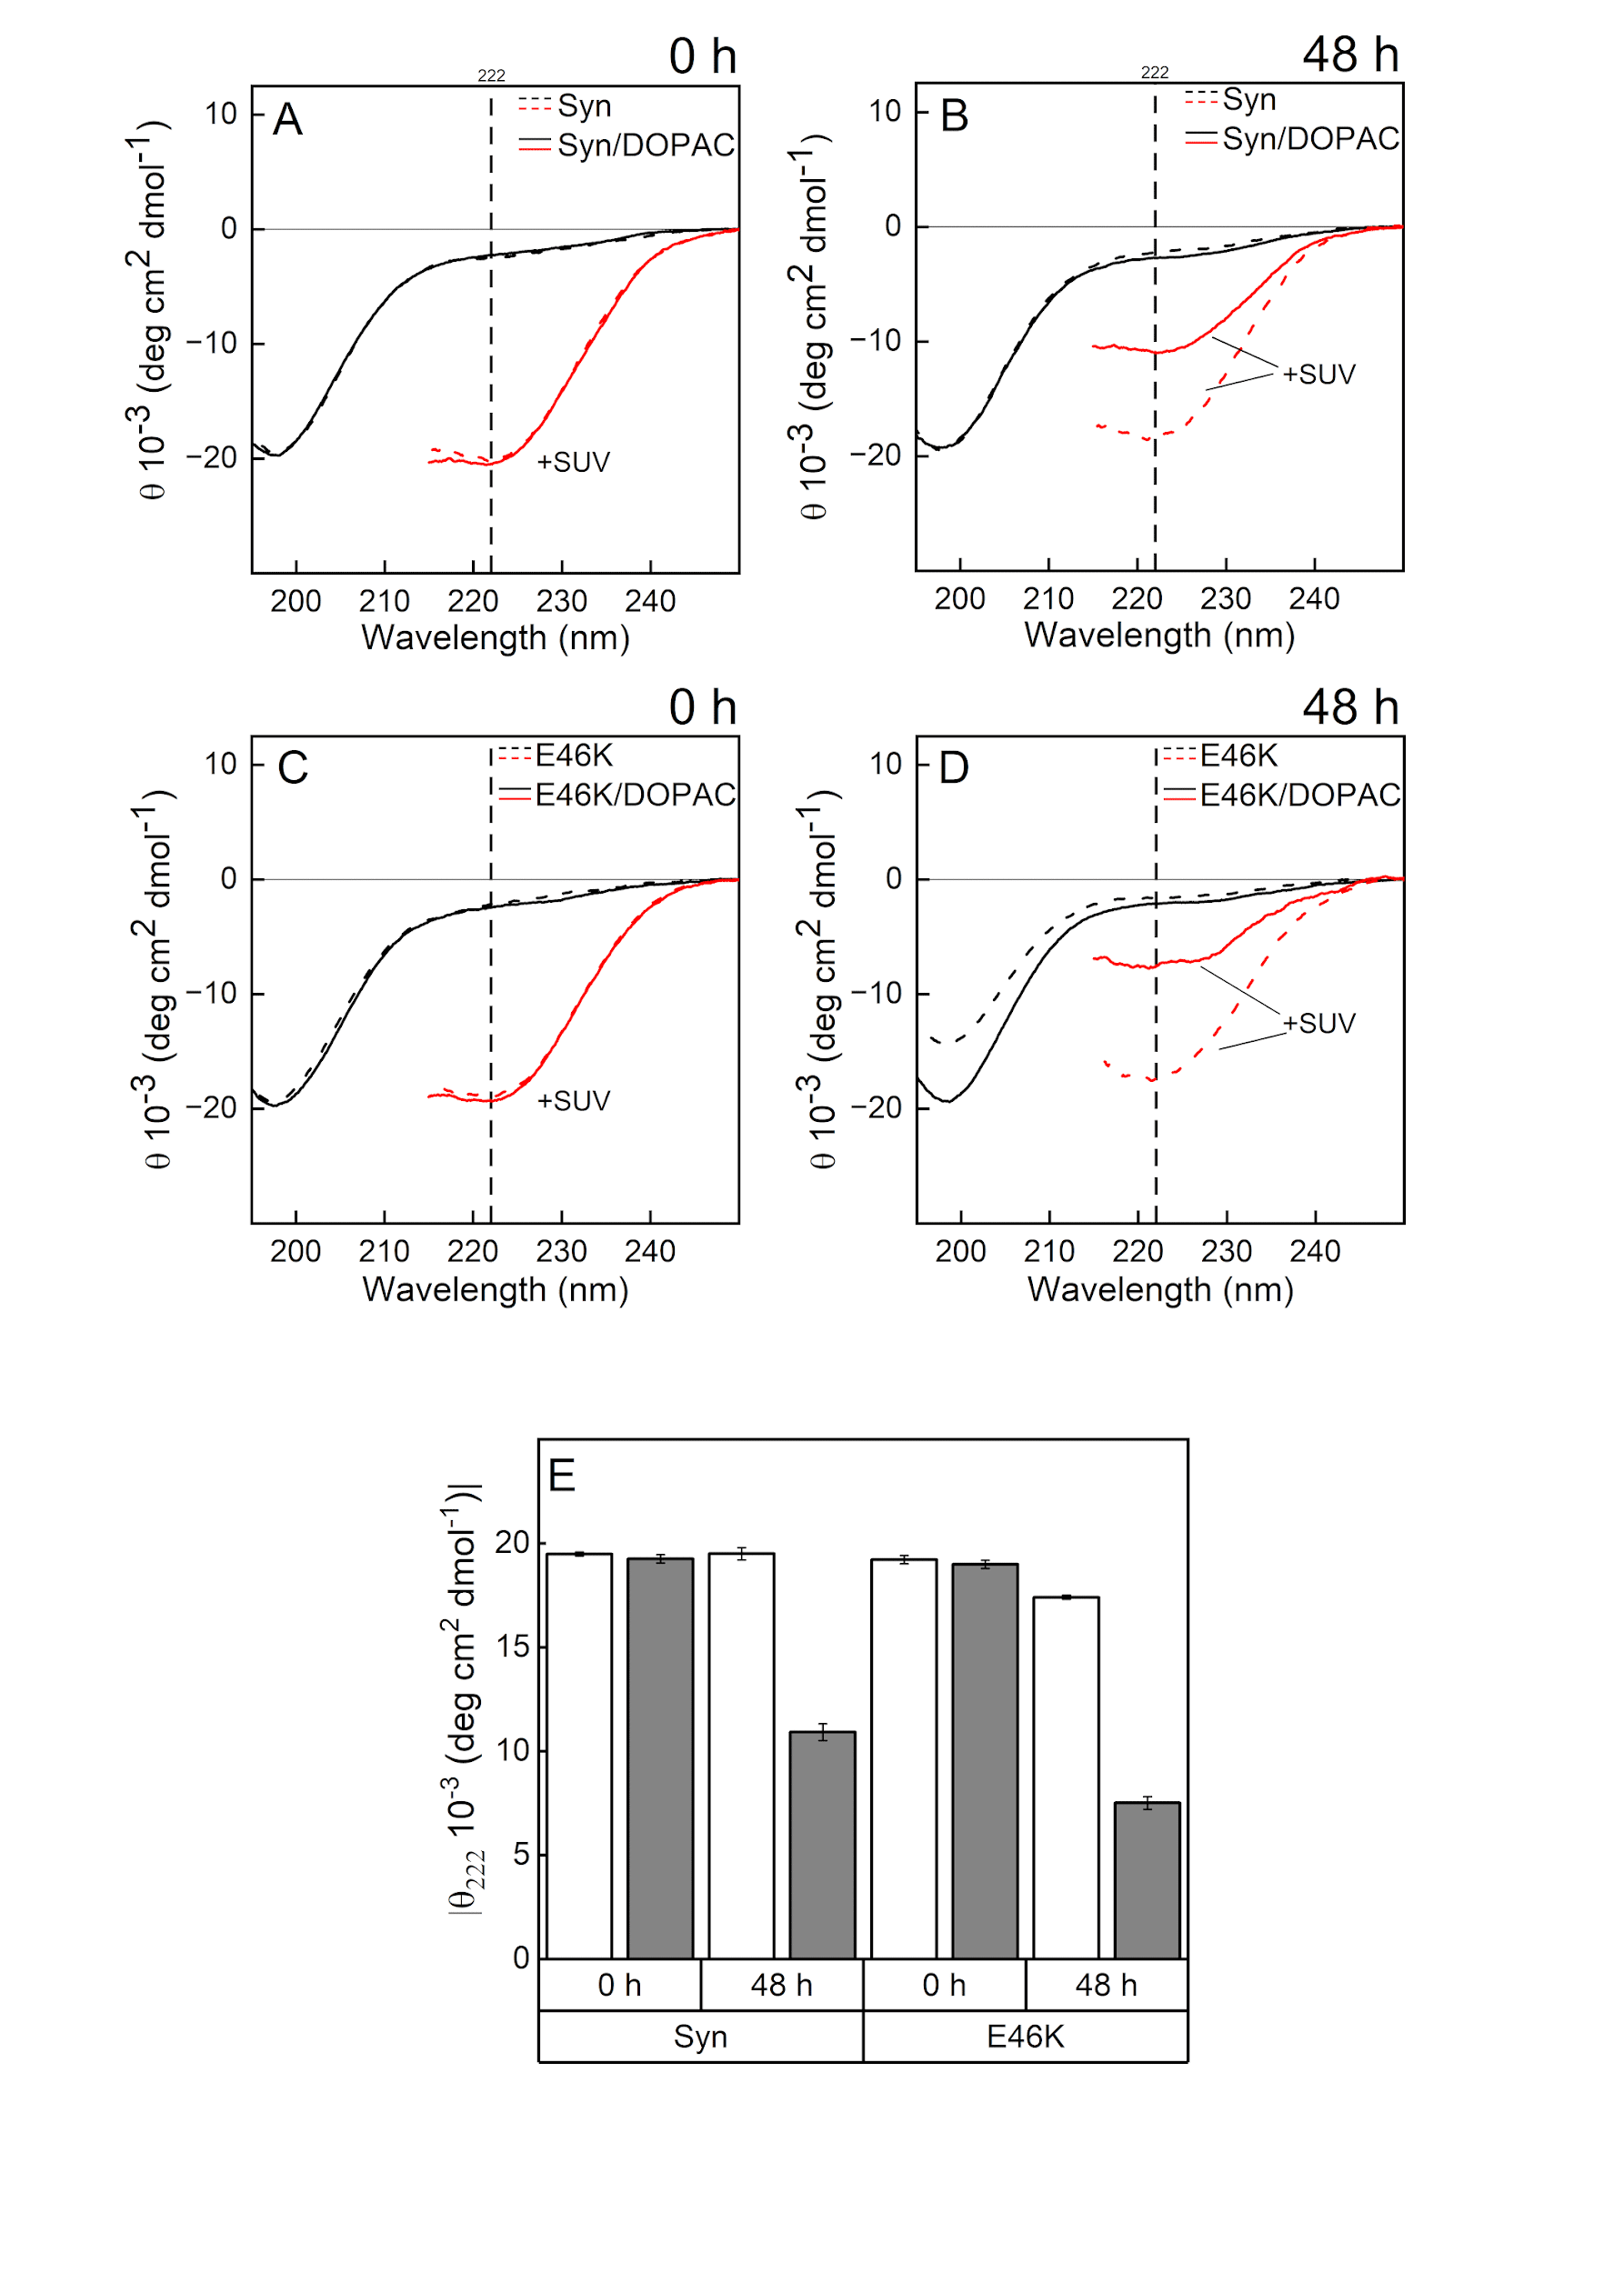 0 h
222
A
Syn
Syn/DOPAC
10
0
−10
−20
+SUV
θ 10-3 (deg cm2 dmol-1)
200 210 220 230 240
Wavelength (nm)
48 h
222
B
Syn
Syn/DOPAC
10
0
−10
−20
+SUV
θ 10-3 (deg cm2 dmol-1)
200 210 220 230 240
Wavelength (nm)
0 h
C
E46K
E46K/DOPAC
10
0
−10
−20
+SUV
θ 10-3 (deg cm2 dmol-1)
200 210 220 230 240
Wavelength (nm)
48 h
D
E46K
E46K/DOPAC
10
0
−10
−20
+SUV
θ 10-3 (deg cm2 dmol-1)
200 210 220 230 240
Wavelength (nm)
E
|θ222 10-3 (deg cm2 dmol-1)|
20
15
10
5
0
0 h 48 h 0 h 48 h
Syn E46K